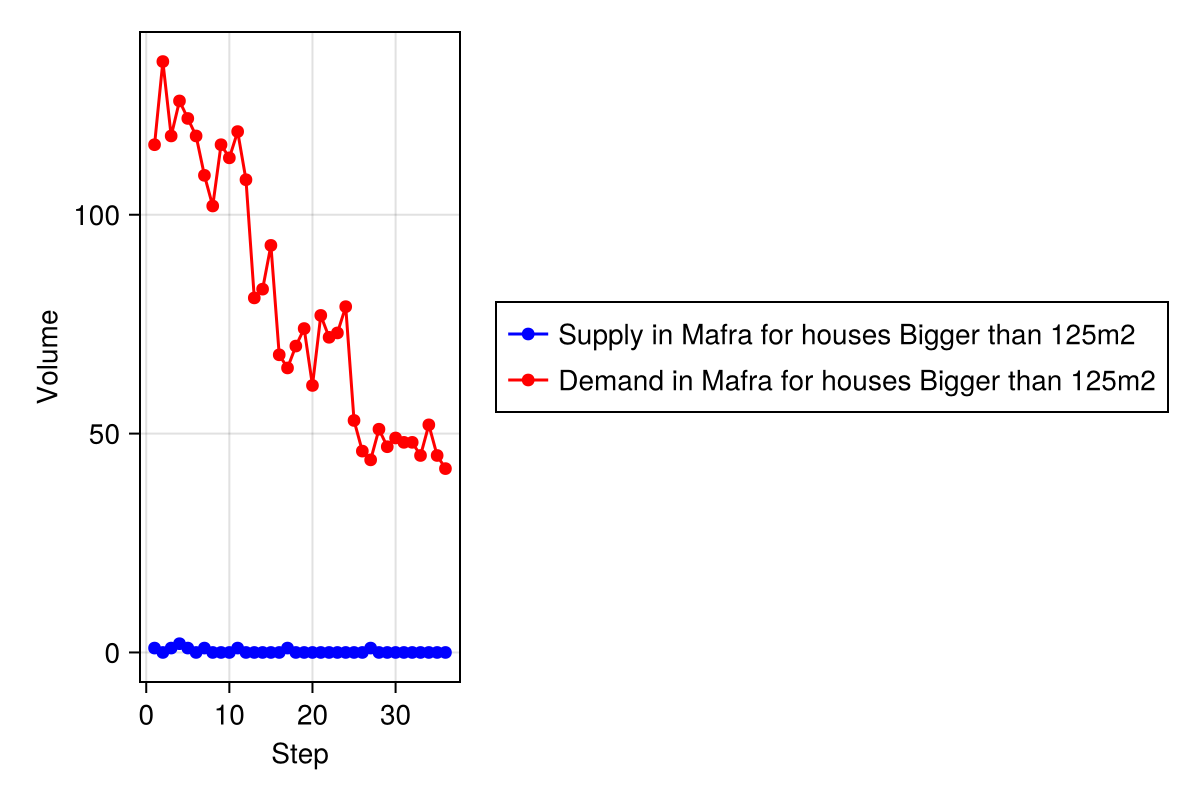 Volume
100
50
0
0 10 20 30
Step
Supply in Mafra for houses Bigger than 125m2
Demand in Mafra for houses Bigger than 125m2